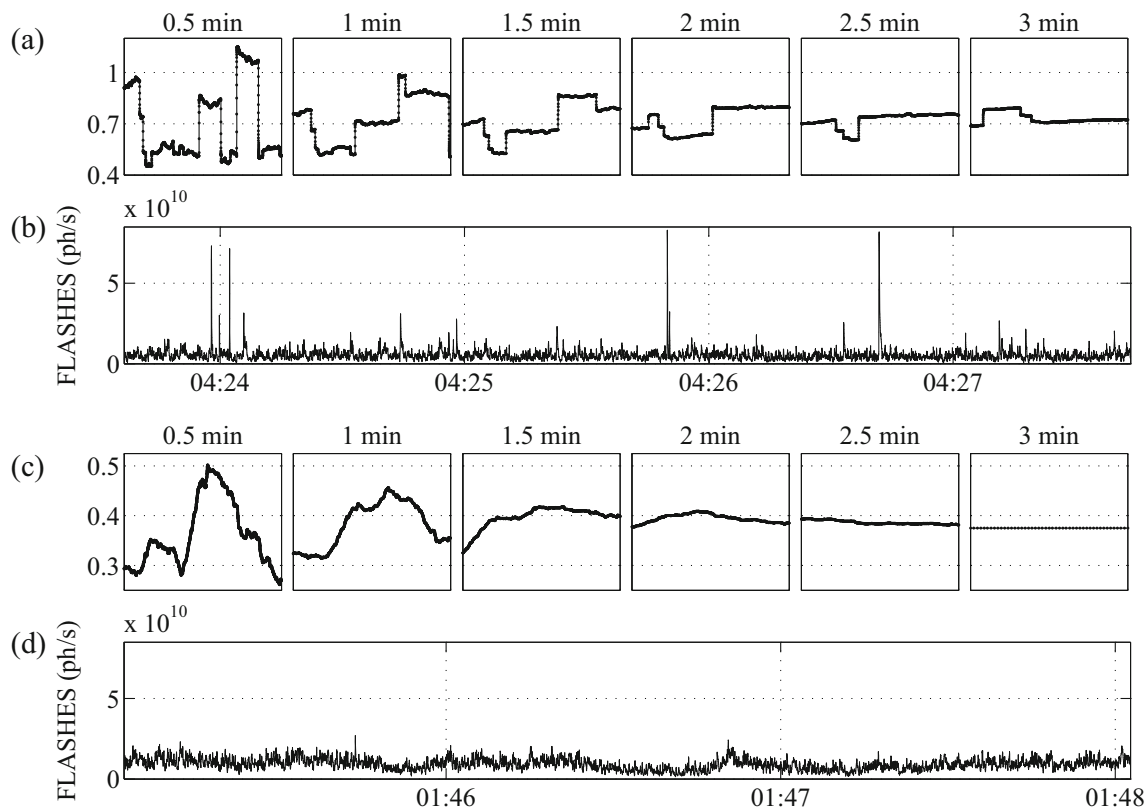 (a)
0.5 min 1 min 1.5 min 2 min 2.5 min 3 min
1
0.7
0.4
(b)
x 10^10
FLASHES (ph/s)
5
0
04:24 04:25 04:26 04:27
(c)
0.5 min 1 min 1.5 min 2 min 2.5 min 3 min
0.5
0.4
0.3
(d)
x 10^10
FLASHES (ph/s)
5
0
01:46 01:47 01:48